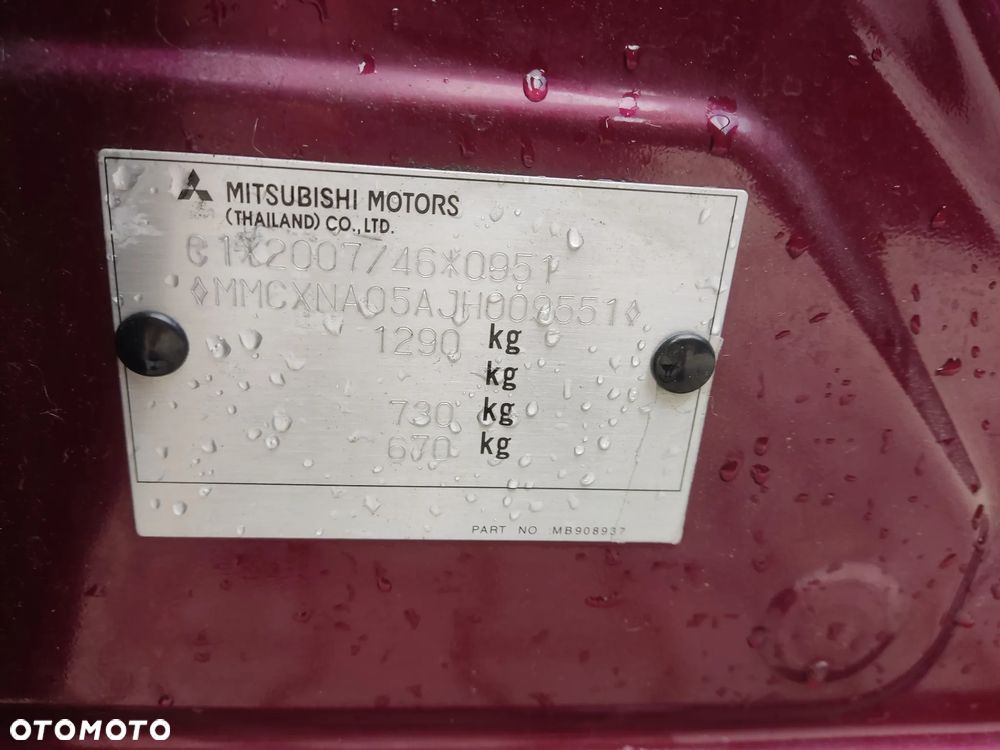 MITSUBISHI MOTORS
(THAILAND) CO., LTD.
e1*2007/46*0951
◊MMCXNA05AJH009551◊
1290 kg
kg
730 kg
670 kg
PART NO MB908937
OTOMOTO